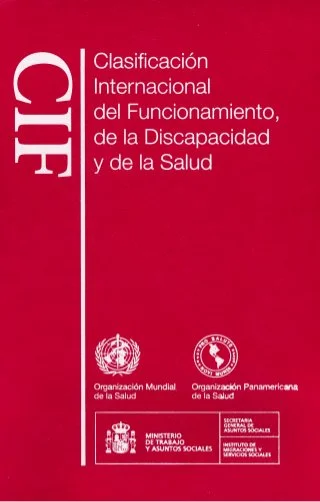 CIF
Clasificación
Internacional
del Funcionamiento,
de la Discapacidad
y de la Salud
PRO SALUTE
NOVI MUNDI
Organización Mundial
de la Salud
Organización Panamericana
de la Salud
MINISTERIO
DE TRABAJO
Y ASUNTOS SOCIALES
SECRETARIA
GENERAL DE
ASUNTOS SOCIALES
INSTITUTO DE
MIGRACIONES Y
SERVICIOS SOCIALES